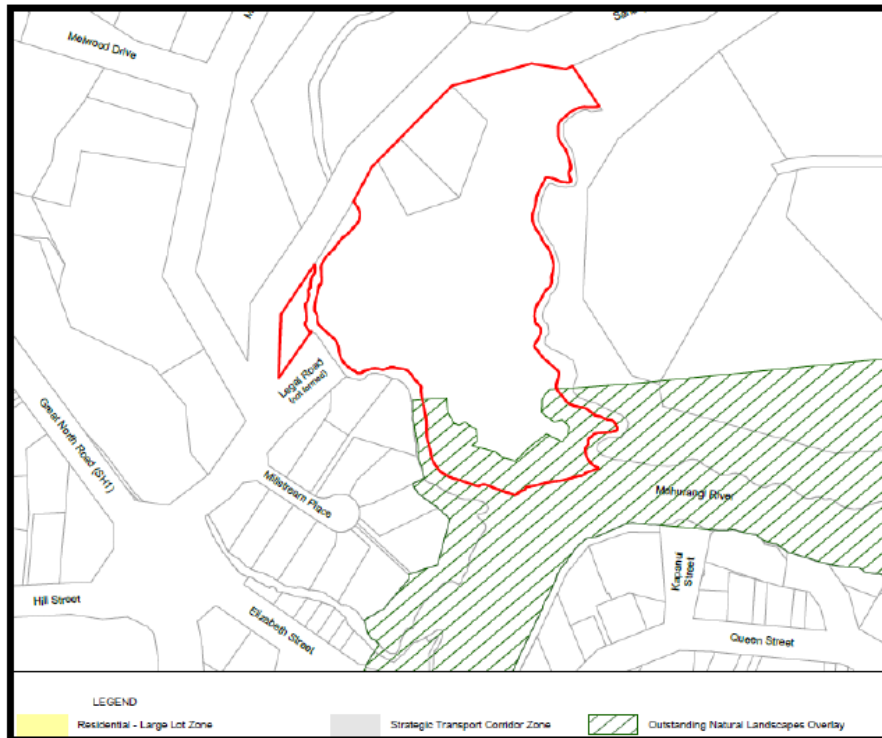 Melwood Drive
Legal Road
(not formed)
Great North Road (SH1)
Millstream Place
Mahurangi River
Kapanui
Street
Hill Street
Elizabeth Street
Queen Street
LEGEND
Residential - Large Lot Zone
Strategic Transport Corridor Zone
Outstanding Natural Landscapes Overlay